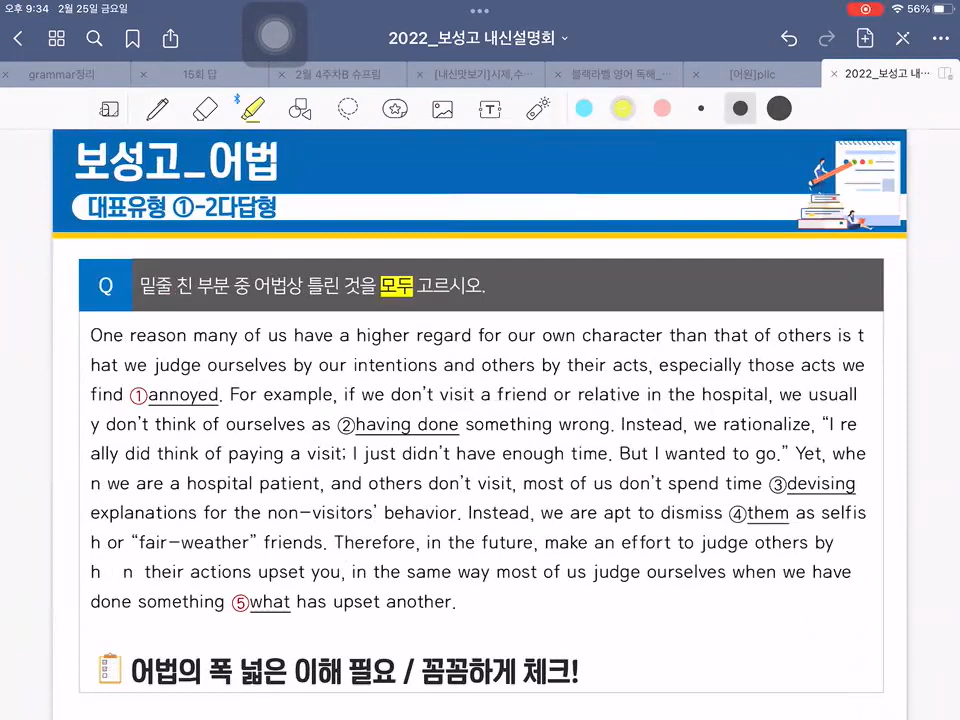 오후 9:34 2월 25일 금요일
56%
2022_보성고 내신설명회
grammar정리
15회 답
2월 4주차B 슈프림
[내신맛보기]시제,수…
블랙라벨 영어 독해_…
[어원]plic
2022_보성고 내…
보성고_어법
대표유형 ①-2다답형
Q 밑줄 친 부분 중 어법상 틀린 것을 모두 고르시오.
One reason many of us have a higher regard for our own character than that of others is t
hat we judge ourselves by our intentions and others by their acts, especially those acts we
find ①annoyed. For example, if we don't visit a friend or relative in the hospital, we usuall
y don't think of ourselves as ②having done something wrong. Instead, we rationalize, “I re
ally did think of paying a visit; I just didn't have enough time. But I wanted to go.” Yet, whe
n we are a hospital patient, and others don't visit, most of us don't spend time ③devising
explanations for the non-visitors' behavior. Instead, we are apt to dismiss ④them as selfis
h or “fair-weather” friends. Therefore, in the future, make an effort to judge others by
h n their actions upset you, in the same way most of us judge ourselves when we have
done something ⑤what has upset another.
어법의 폭 넓은 이해 필요 / 꼼꼼하게 체크!